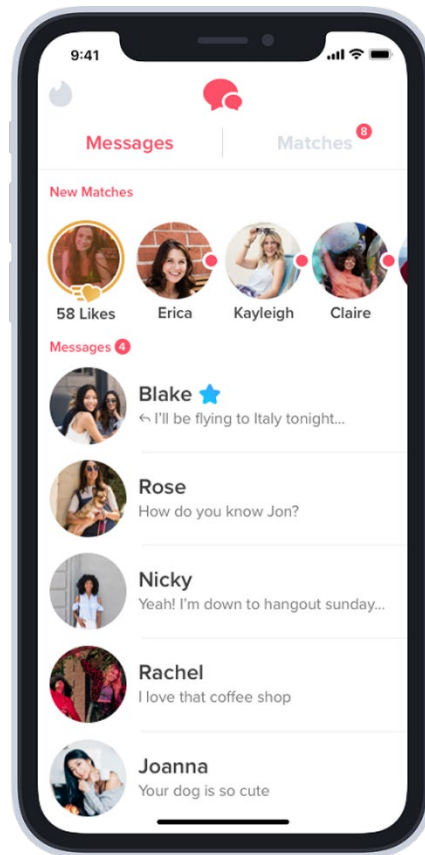 9:41
Messages
Matches
8
New Matches
58 Likes
Erica
Kayleigh
Claire
Messages 4
Blake
I'll be flying to Italy tonight...
Rose
How do you know Jon?
Nicky
Yeah! I'm down to hangout sunday...
Rachel
I love that coffee shop
Joanna
Your dog is so cute